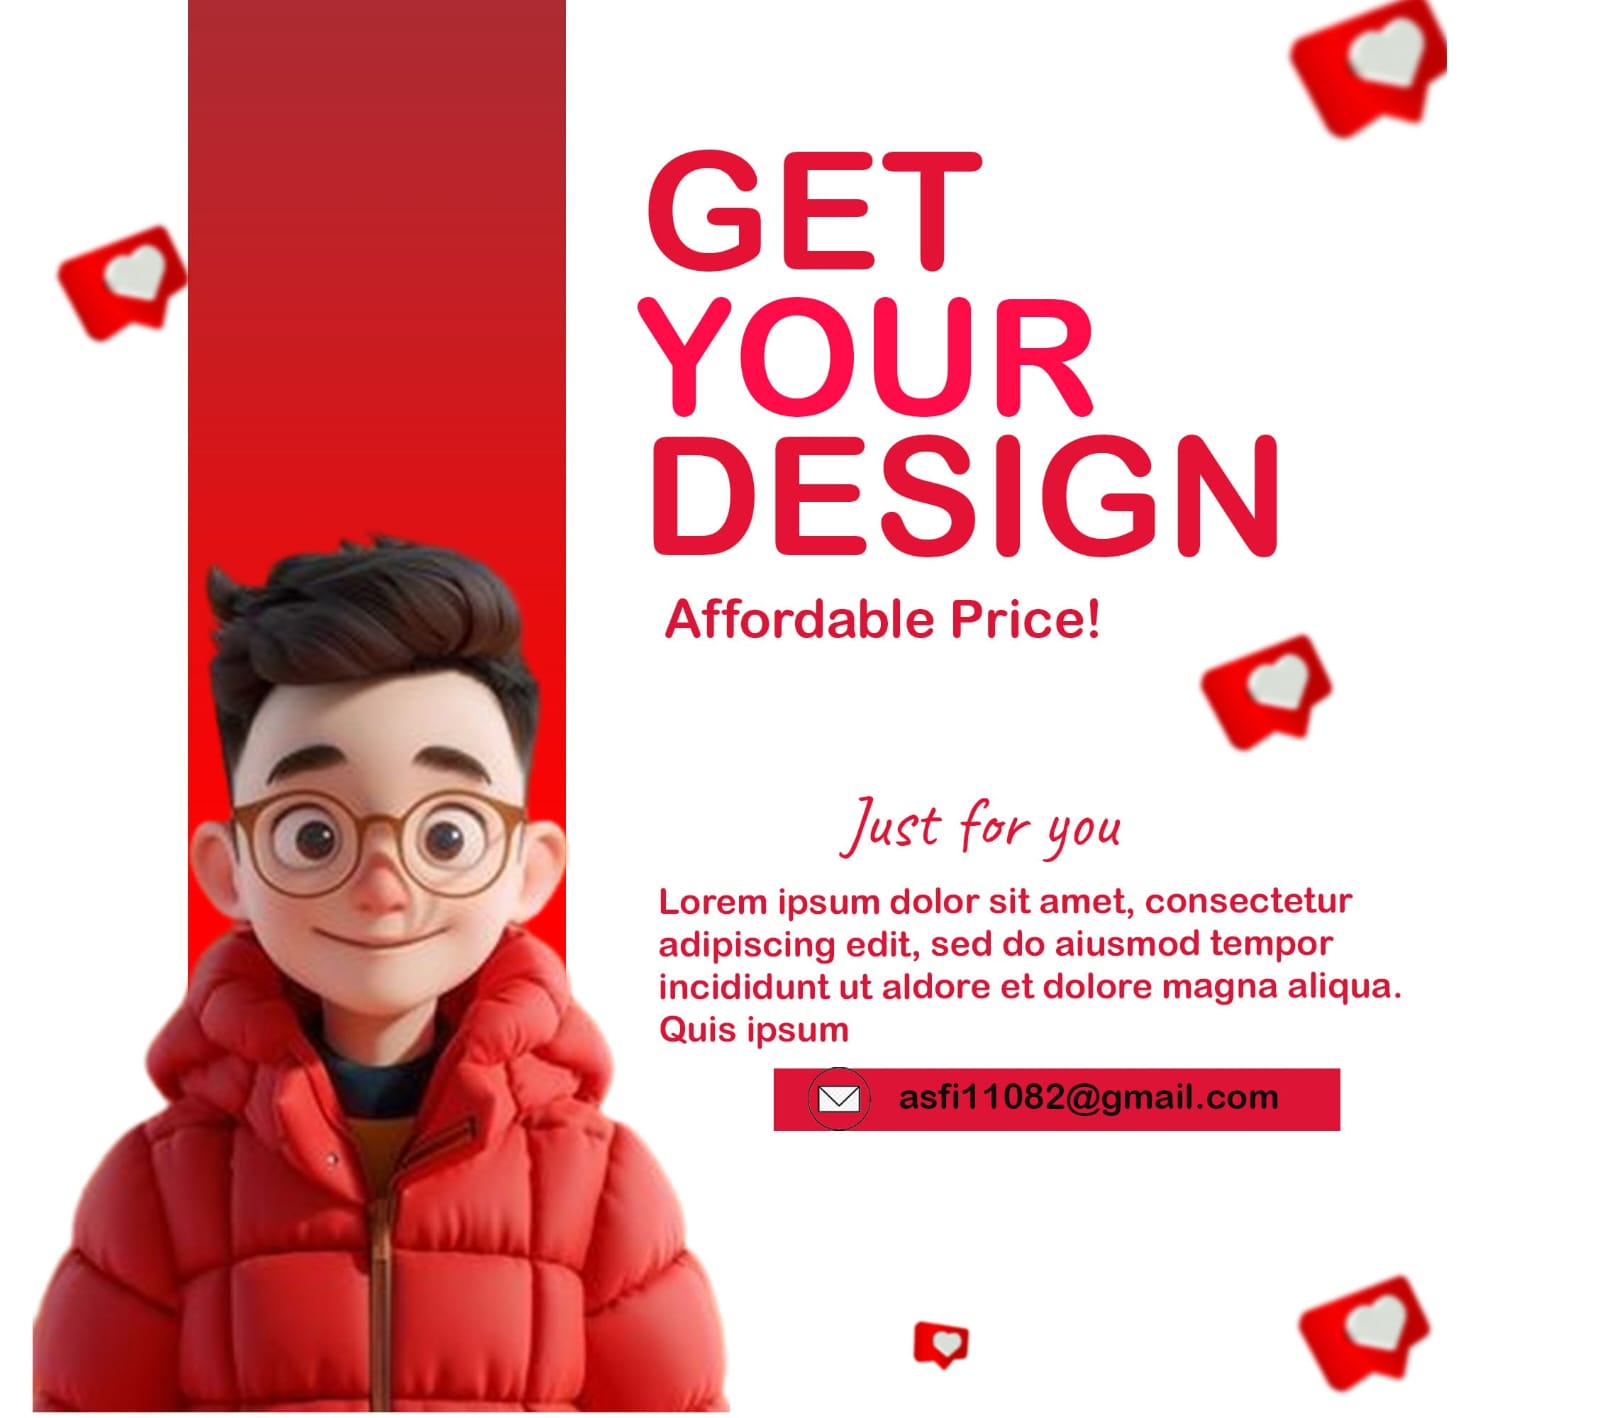 GET
YOUR
DESIGN
Affordable Price!
Just for you
Lorem ipsum dolor sit amet, consectetur
adipiscing edit, sed do aiusmod tempor
incididunt ut aldore et dolore magna aliqua.
Quis ipsum
asfi11082@gmail.com